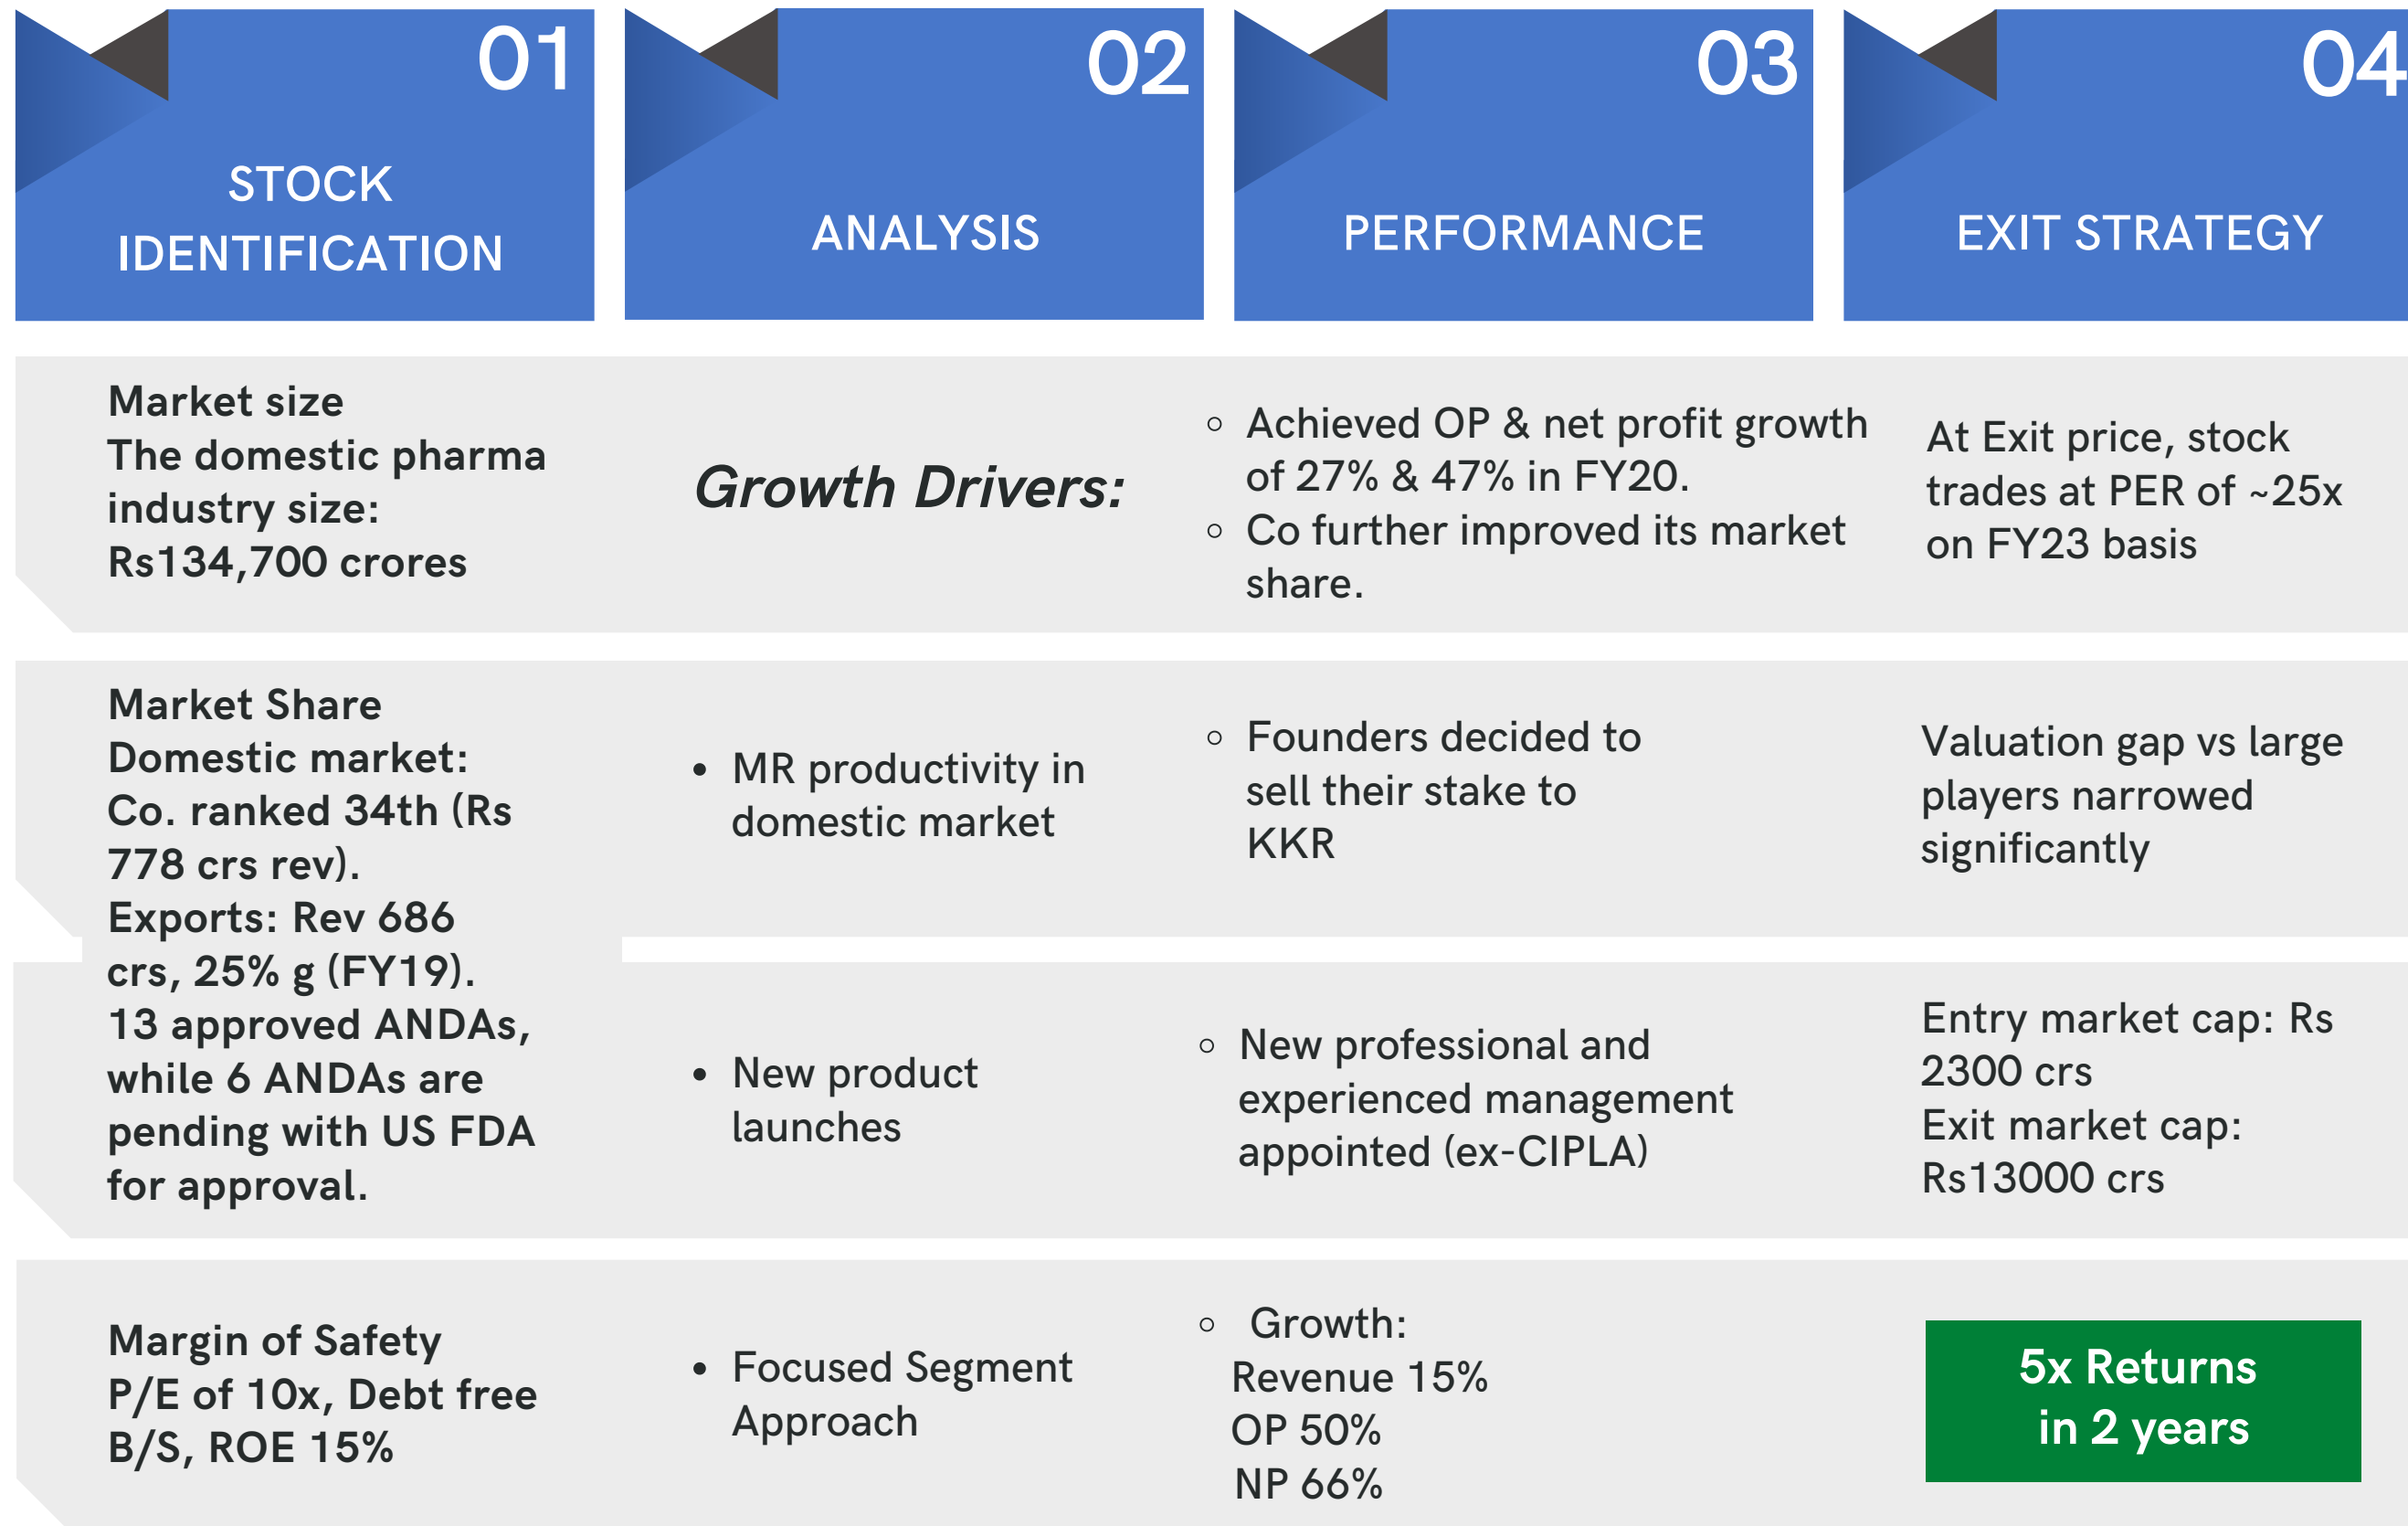 01
STOCK
IDENTIFICATION
02
ANALYSIS
03
PERFORMANCE
04
EXIT STRATEGY
Market size
The domestic pharma
industry size:
Rs134,700 crores
Growth Drivers:
◦ Achieved OP & net profit growth
of 27% & 47% in FY20.
◦ Co further improved its market
share.
At Exit price, stock
trades at PER of ~25x
on FY23 basis
Market Share
Domestic market:
Co. ranked 34th (Rs
778 crs rev).
Exports: Rev 686
crs, 25% g (FY19).
13 approved ANDAs,
while 6 ANDAs are
pending with US FDA
for approval.
• MR productivity in
domestic market
◦ Founders decided to
sell their stake to
KKR
Valuation gap vs large
players narrowed
significantly
• New product
launches
◦ New professional and
experienced management
appointed (ex-CIPLA)
Entry market cap: Rs
2300 crs
Exit market cap:
Rs13000 crs
Margin of Safety
P/E of 10x, Debt free
B/S, ROE 15%
• Focused Segment
Approach
◦ Growth:
Revenue 15%
OP 50%
NP 66%
5x Returns
in 2 years